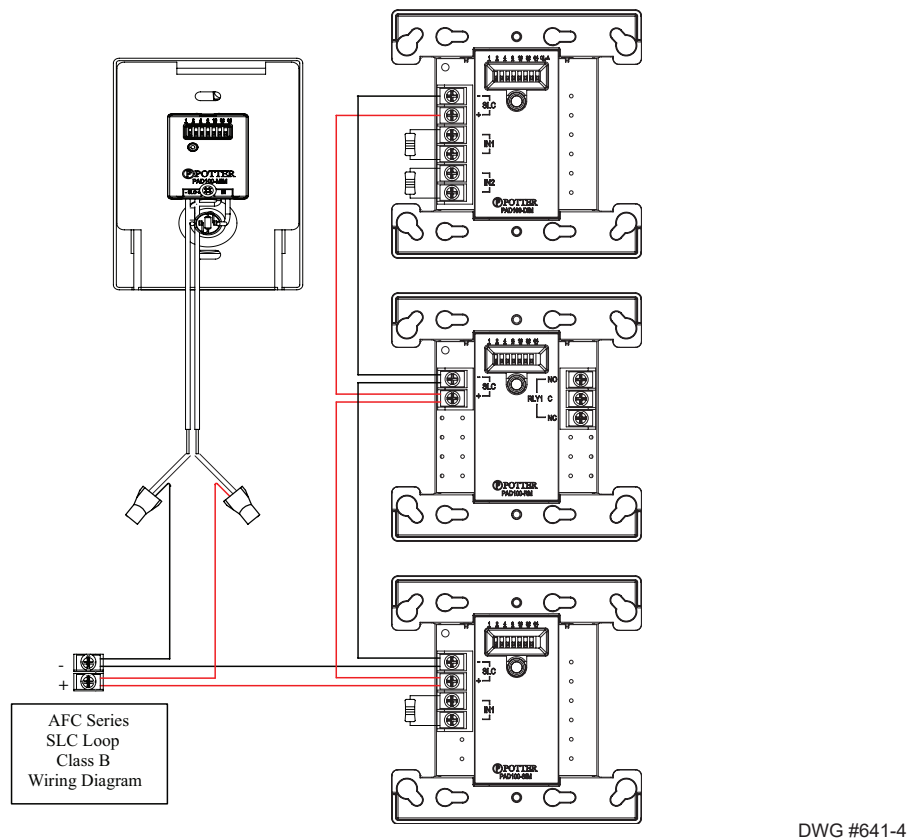 POTTER
PAD100-MIM
-
SLC
+
IN1
IN2
POTTER
PAD100-DIM
-
SLC
+
NO
RLY1 C
NC
POTTER
PAD100-RM
-
SLC
+
IN1
POTTER
PAD100-SIM
-
+
AFC Series
SLC Loop
Class B
Wiring Diagram
DWG #641-4